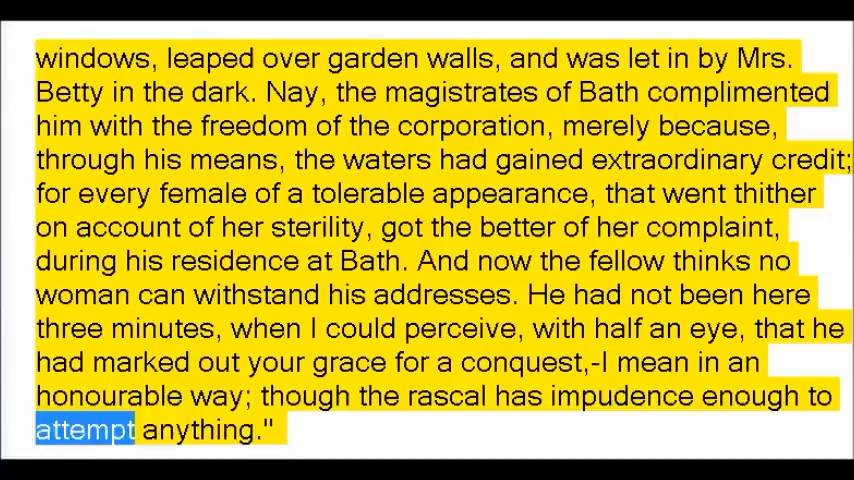 windows, leaped over garden walls, and was let in by Mrs.
Betty in the dark. Nay, the magistrates of Bath complimented
him with the freedom of the corporation, merely because,
through his means, the waters had gained extraordinary credit;
for every female of a tolerable appearance, that went thither
on account of her sterility, got the better of her complaint,
during his residence at Bath. And now the fellow thinks no
woman can withstand his addresses. He had not been here
three minutes, when I could perceive, with half an eye, that he
had marked out your grace for a conquest,-I mean in an
honourable way; though the rascal has impudence enough to
attempt anything."